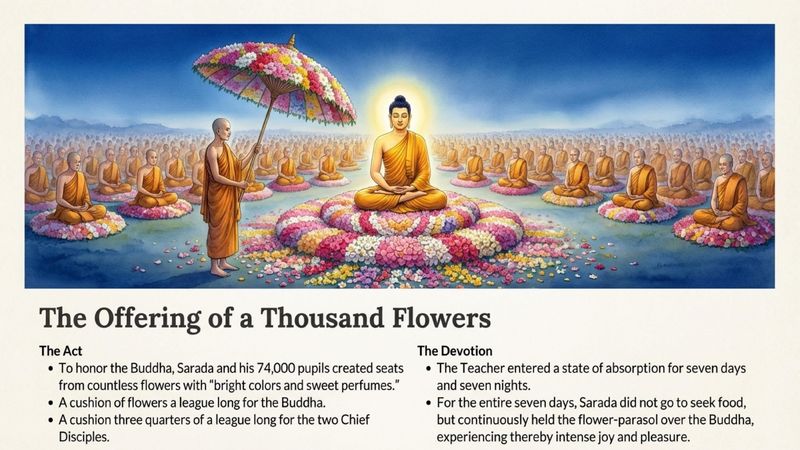 The Offering of a Thousand Flowers
The Act
• To honor the Buddha, Sarada and his 74,000 pupils created seats
from countless flowers with “bright colors and sweet perfumes.”
• A cushion of flowers a league long for the Buddha.
• A cushion three quarters of a league long for the two Chief
Disciples.
The Devotion
• The Teacher entered a state of absorption for seven days
and seven nights.
• For the entire seven days, Sarada did not go to seek food,
but continuously held the flower-parasol over the Buddha,
experiencing thereby intense joy and pleasure.